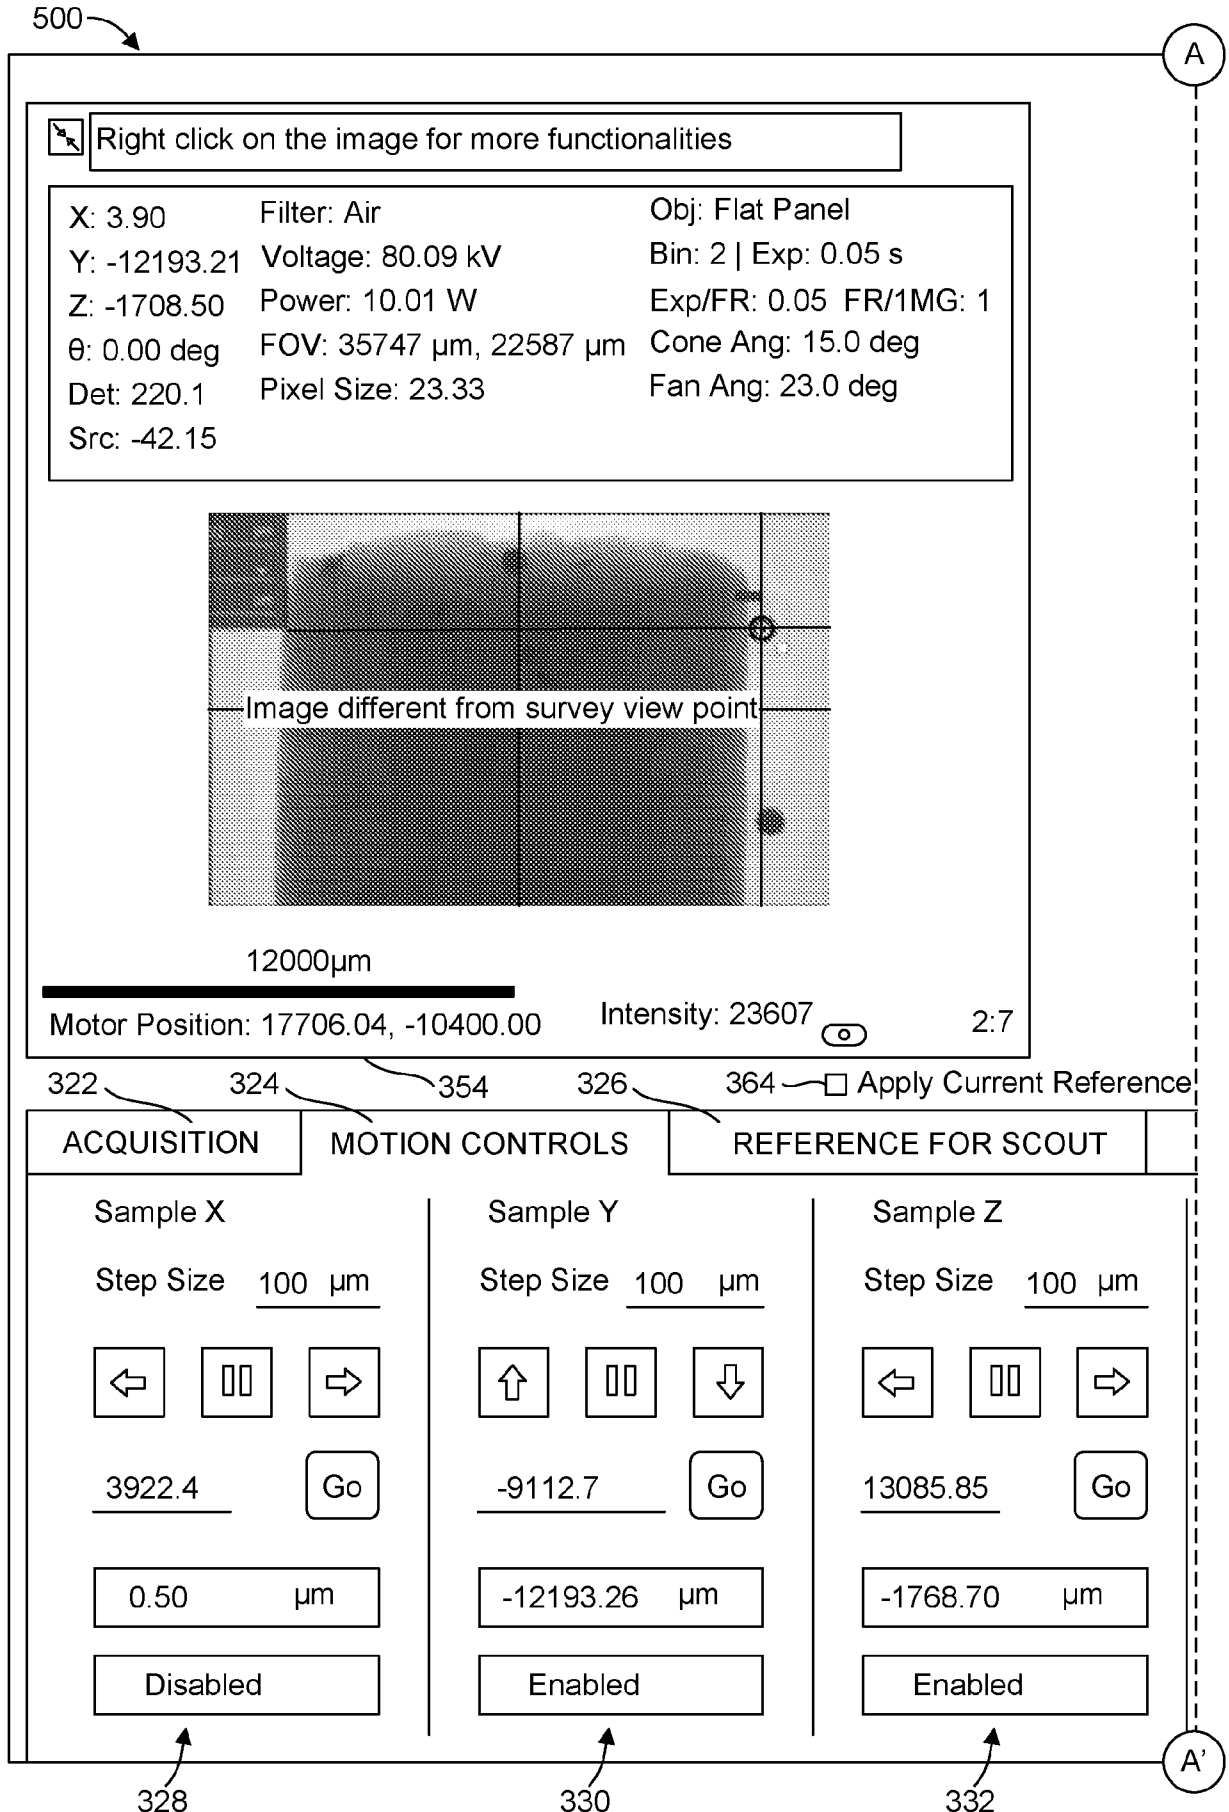 500
A
Right click on the image for more functionalities
X: 3.90 Filter: Air Obj: Flat Panel
Y: -12193.21 Voltage: 80.09 kV Bin: 2 | Exp: 0.05 s
Z: -1708.50 Power: 10.01 W Exp/FR: 0.05 FR/1MG: 1
θ: 0.00 deg FOV: 35747 µm, 22587 µm Cone Ang: 15.0 deg
Det: 220.1 Pixel Size: 23.33 Fan Ang: 23.0 deg
Src: -42.15
Image different from survey view point
12000µm
Motor Position: 17706.04, -10400.00 Intensity: 23607 2:7
322 324 354 326 364 Apply Current Reference
ACQUISITION MOTION CONTROLS REFERENCE FOR SCOUT
Sample X Sample Y Sample Z
Step Size 100 µm Step Size 100 µm Step Size 100 µm
3922.4 Go -9112.7 Go 13085.85 Go
0.50 µm -12193.26 µm -1768.70 µm
Disabled Enabled Enabled
A'
328 330 332